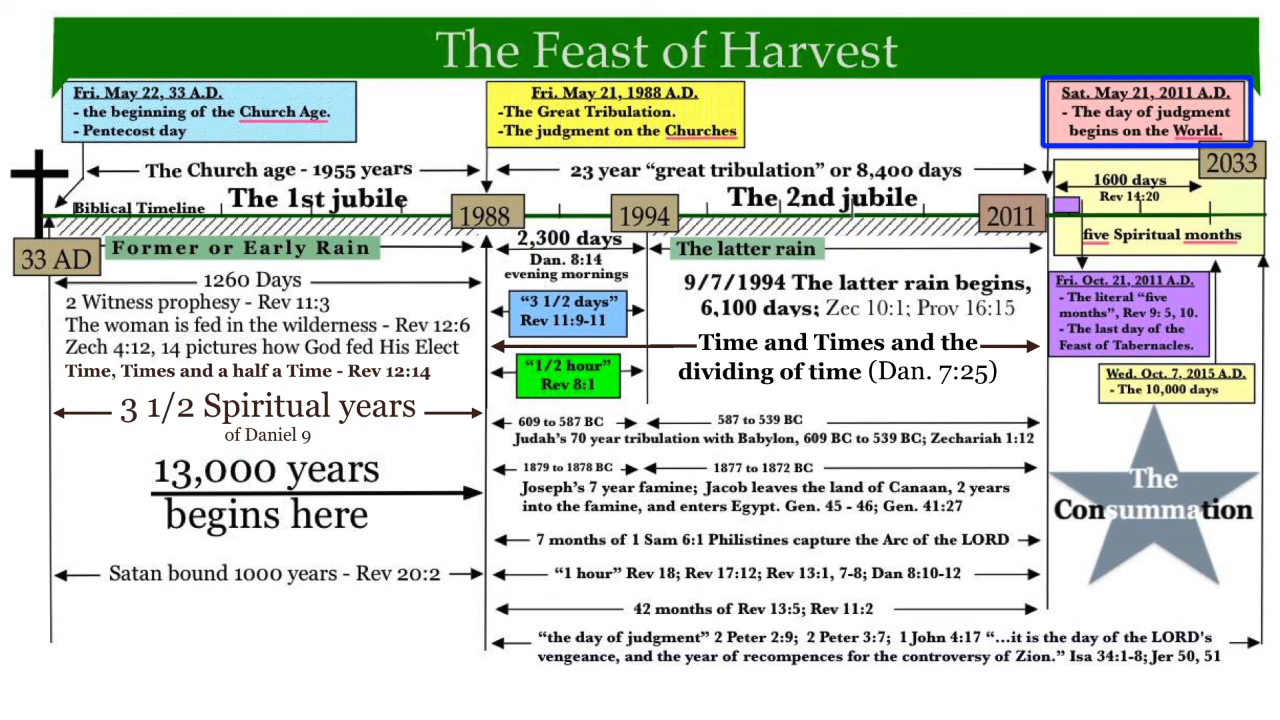 The Feast of Harvest
Fri. May 22, 33 A.D.
- the beginning of the Church Age.
- Pentecost day
Fri. May 21, 1988 A.D.
-The Great Tribulation.
-The judgment on the Churches
Sat. May 21, 2011 A.D.
- The day of judgment
begins on the World.
The Church age - 1955 years
23 year “great tribulation” or 8,400 days
2033
1600 days
Rev 14:20
Biblical Timeline
The 1st jubile
The 2nd jubile
1988
1994
2011
five Spiritual months
33 AD
Former or Early Rain
2,300 days
Dan. 8:14
evening mornings
The latter rain
1260 Days
2 Witness prophesy - Rev 11:3
The woman is fed in the wilderness - Rev 12:6
Zech 4:12, 14 pictures how God fed His Elect
Time, Times and a half a Time - Rev 12:14
“3 1/2 days”
Rev 11:9-11
9/7/1994 The latter rain begins,
6,100 days; Zec 10:1; Prov 16:15
Fri. Oct. 21, 2011 A.D.
- The literal “five
months”, Rev 9: 5, 10.
- The last day of the
Feast of Tabernacles.
Time and Times and the
dividing of time (Dan. 7:25)
“1/2 hour”
Rev 8:1
Wed. Oct. 7, 2015 A.D.
- The 10,000 days
3 1/2 Spiritual years
of Daniel 9
609 to 587 BC
587 to 539 BC
Judah’s 70 year tribulation with Babylon, 609 BC to 539 BC; Zechariah 1:12
13,000 years
begins here
1879 to 1878 BC
1877 to 1872 BC
Joseph’s 7 year famine; Jacob leaves the land of Canaan, 2 years
into the famine, and enters Egypt. Gen. 45 - 46; Gen. 41:27
The
Consummation
7 months of 1 Sam 6:1 Philistines capture the Arc of the LORD
Satan bound 1000 years - Rev 20:2
“1 hour” Rev 18; Rev 17:12; Rev 13:1, 7-8; Dan 8:10-12
42 months of Rev 13:5; Rev 11:2
“the day of judgment” 2 Peter 2:9; 2 Peter 3:7; 1 John 4:17 “...it is the day of the LORD's
vengeance, and the year of recompences for the controversy of Zion.” Isa 34:1-8; Jer 50, 51